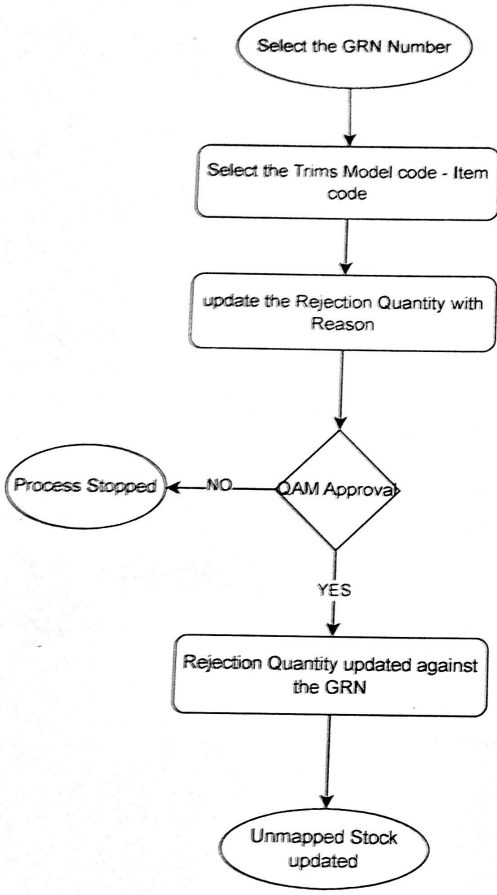 Select the GRN Number
Select the Trims Model code - Item
code
update the Rejection Quantity with
Reason
Process Stopped
NO
QAM Approval
YES
Rejection Quantity updated against
the GRN
Unmapped Stock
updated